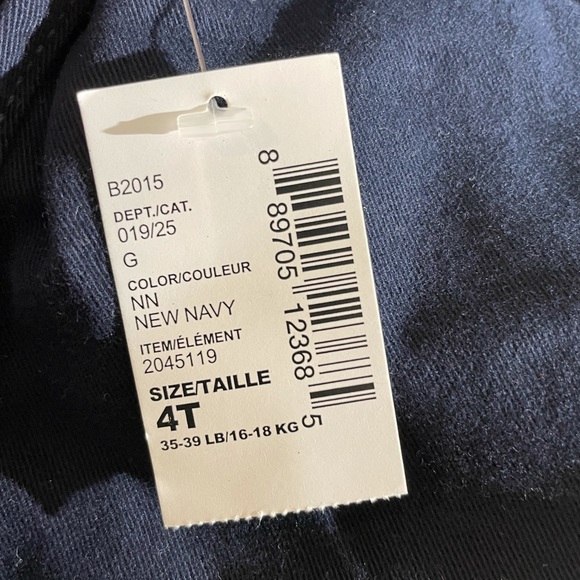 B2015
DEPT./CAT.
019/25
G
COLOR/COULEUR
NN
NEW NAVY
ITEM/ÉLÉMENT
2045119
SIZE/TAILLE
4T
35-39 LB/16-18 KG
8 89705 12368 5